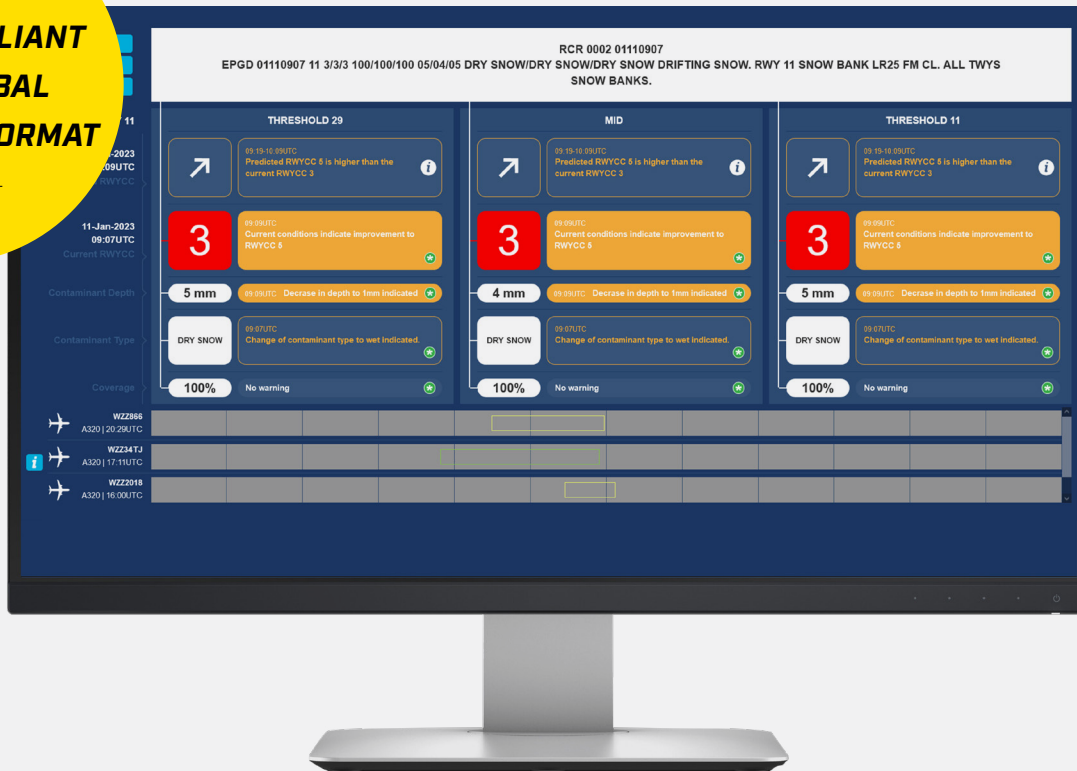 LIANT
BAL
ORMAT
RCR 0002 01110907
EPGD 01110907 11 3/3/3 100/100/100 05/04/05 DRY SNOW/DRY SNOW/DRY SNOW DRIFTING SNOW. RWY 11 SNOW BANK LR25 FM CL. ALL TWYS
SNOW BANKS.
11
THRESHOLD 29
MID
THRESHOLD 11
-2023
:09UTC
RWYCC
09:19-10:09UTC
Predicted RWYCC 5 is higher than the
current RWYCC 3
09:19-10:09UTC
Predicted RWYCC 5 is higher than the
current RWYCC 3
09:19-10:09UTC
Predicted RWYCC 5 is higher than the
current RWYCC 3
11-Jan-2023
09:07UTC
Current RWYCC
3
09:09UTC
Current conditions indicate improvement to
RWYCC 5
3
09:09UTC
Current conditions indicate improvement to
RWYCC 5
3
09:09UTC
Current conditions indicate improvement to
RWYCC 5
Contaminant Depth
5 mm
09:09UTC Decrase in depth to 1mm indicated
4 mm
09:09UTC Decrase in depth to 1mm indicated
5 mm
09:09UTC Decrase in depth to 1mm indicated
Contaminant Type
DRY SNOW
09:07UTC
Change of contaminant type to wet indicated.
DRY SNOW
09:07UTC
Change of contaminant type to wet indicated.
DRY SNOW
09:07UTC
Change of contaminant type to wet indicated.
Coverage
100%
No warning
100%
No warning
100%
No warning
WZZ866
A320 | 20:29UTC
WZZ34TJ
A320 | 17:11UTC
WZZ2018
A320 | 16:00UTC